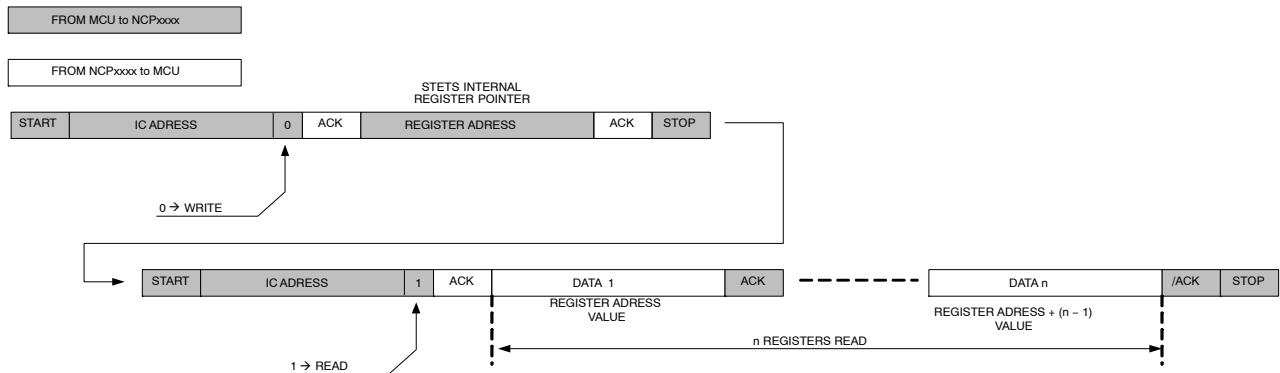 FROM MCU to NCPxxxx
FROM NCPxxxx to MCU
STETS INTERNAL
REGISTER POINTER
START IC ADRESS 0 ACK REGISTER ADRESS ACK STOP
0 → WRITE
START IC ADRESS 1 ACK DATA 1 ACK DATA n /ACK STOP
REGISTER ADRESS
VALUE
REGISTER ADRESS + (n − 1)
VALUE
n REGISTERS READ
1 → READ